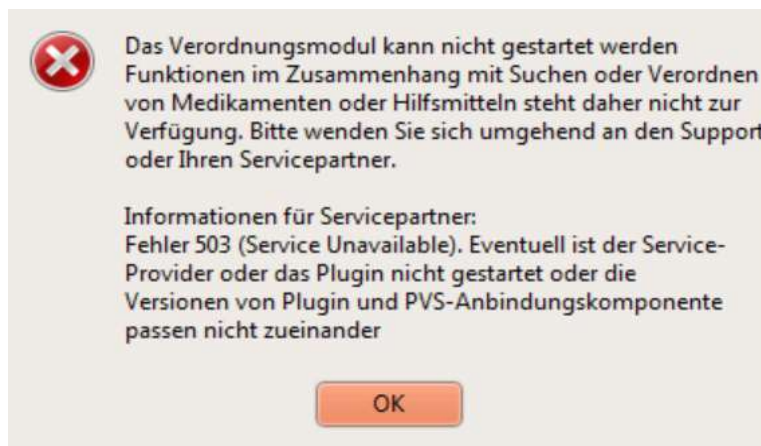 Das Verordnungsmodul kann nicht gestartet werden
Funktionen im Zusammenhang mit Suchen oder Verordnen
von Medikamenten oder Hilfsmitteln steht daher nicht zur
Verfügung. Bitte wenden Sie sich umgehend an den Support
oder Ihren Servicepartner.
Informationen für Servicepartner:
Fehler 503 (Service Unavailable). Eventuell ist der Service-
Provider oder das Plugin nicht gestartet oder die
Versionen von Plugin und PVS-Anbindungskomponente
passen nicht zueinander
OK